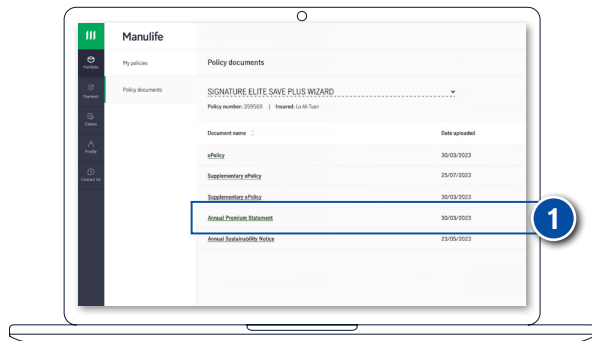 Manulife
Portfolio
My policies
Policy documents
Payment
Policy documents
SIGNATURE ELITE SAVE PLUS WIZARD
Policy number: 359569 | Insured: Lo Ah Tuan
Claims
Document name
Date uploaded
Profile
ePolicy
30/03/2023
Contact Us
Supplementary ePolicy
25/07/2023
Supplementary ePolicy
30/03/2023
Annual Premium Statement
30/03/2023
1
Annual Sustainability Notice
23/05/2023